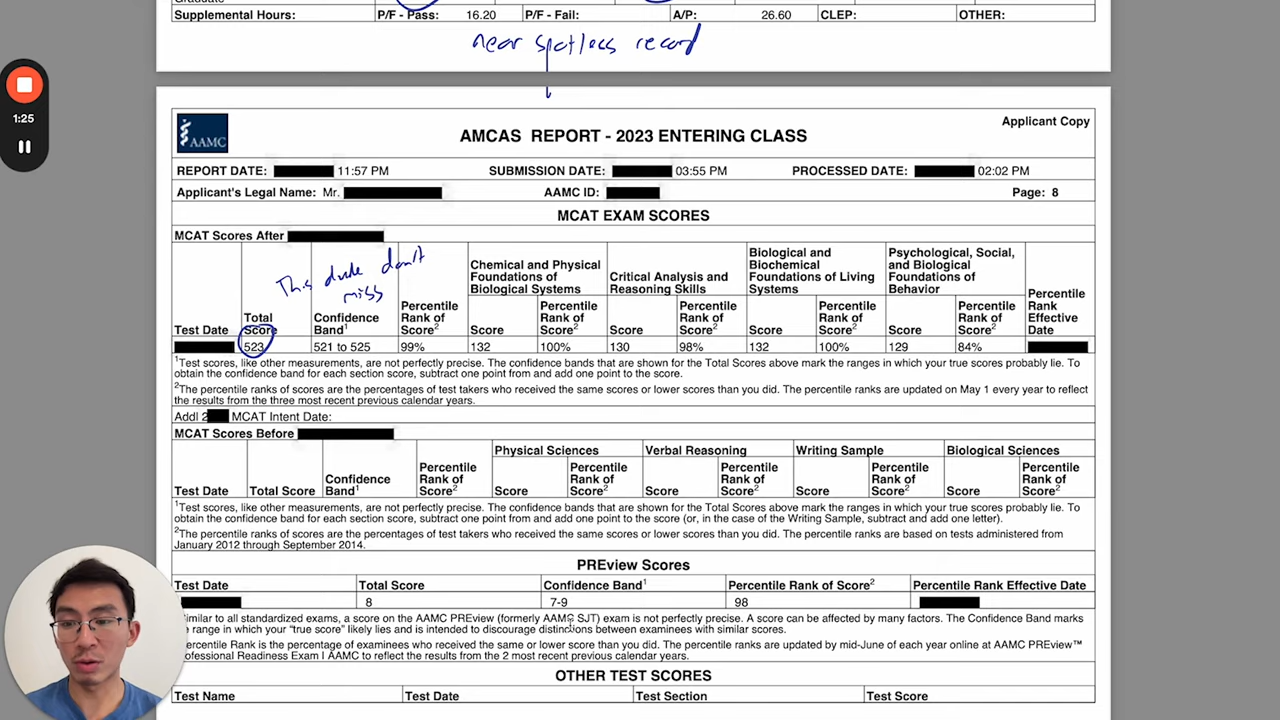 Supplemental Hours: P/F - Pass: 16.20 P/F - Fail: A/P: 26.60 CLEP: OTHER:
near spotless record
1:25
AAMC
AMCAS REPORT - 2023 ENTERING CLASS
Applicant Copy
REPORT DATE: 11:57 PM SUBMISSION DATE: 03:55 PM PROCESSED DATE: 02:02 PM
Applicant's Legal Name: Mr. AAMC ID: Page: 8
MCAT EXAM SCORES
MCAT Scores After
This dude don't
miss
Chemical and Physical Foundations of Biological Systems
Critical Analysis and Reasoning Skills
Biological and Biochemical Foundations of Living Systems
Psychological, Social, and Biological Foundations of Behavior
Test Date Total Score Confidence Band1 Percentile Rank of Score2 Score Percentile Rank of Score2 Score Percentile Rank of Score2 Score Percentile Rank of Score2 Score Percentile Rank of Score2 Percentile Rank Effective Date
523 521 to 525 99% 132 100% 130 98% 132 100% 129 84%
1Test scores, like other measurements, are not perfectly precise. The confidence bands that are shown for the Total Scores above mark the ranges in which your true scores probably lie. To
obtain the confidence band for each section score, subtract one point from and add one point to the score.
2The percentile ranks of scores are the percentages of test takers who received the same scores or lower scores than you did. The percentile ranks are updated on May 1 every year to reflect
the results from the three most recent previous calendar years.
Addl 2 MCAT Intent Date:
MCAT Scores Before
Physical Sciences Verbal Reasoning Writing Sample Biological Sciences
Test Date Total Score Confidence Band1 Percentile Rank of Score2 Score Percentile Rank of Score2 Score Percentile Rank of Score2 Score Percentile Rank of Score2 Score Percentile Rank of Score2
1Test scores, like other measurements, are not perfectly precise. The confidence bands that are shown for the Total Scores above mark the ranges in which your true scores probably lie. To
obtain the confidence band for each section score, subtract one point from and add one point to the score (or, in the case of the Writing Sample, subtract and add one letter).
2The percentile ranks of scores are the percentages of test takers who received the same scores or lower scores than you did. The percentile ranks are based on tests administered from
January 2012 through September 2014.
PREview Scores
Test Date Total Score Confidence Band1 Percentile Rank of Score2 Percentile Rank Effective Date
8 7-9 98
imilar to all standardized exams, a score on the AAMC PREview (formerly AAMC SJT) exam is not perfectly precise. A score can be affected by many factors. The Confidence Band marks
range in which your "true score" likely lies and is intended to discourage distinctions between examinees with similar scores.
ercentile Rank is the percentage of examinees who received the same or lower score than you did. The percentile ranks are updated by mid-June of each year online at AAMC PREview™
ofessional Readiness Exam I AAMC to reflect the results from the 2 most recent previous calendar years.
OTHER TEST SCORES
Test Name Test Date Test Section Test Score